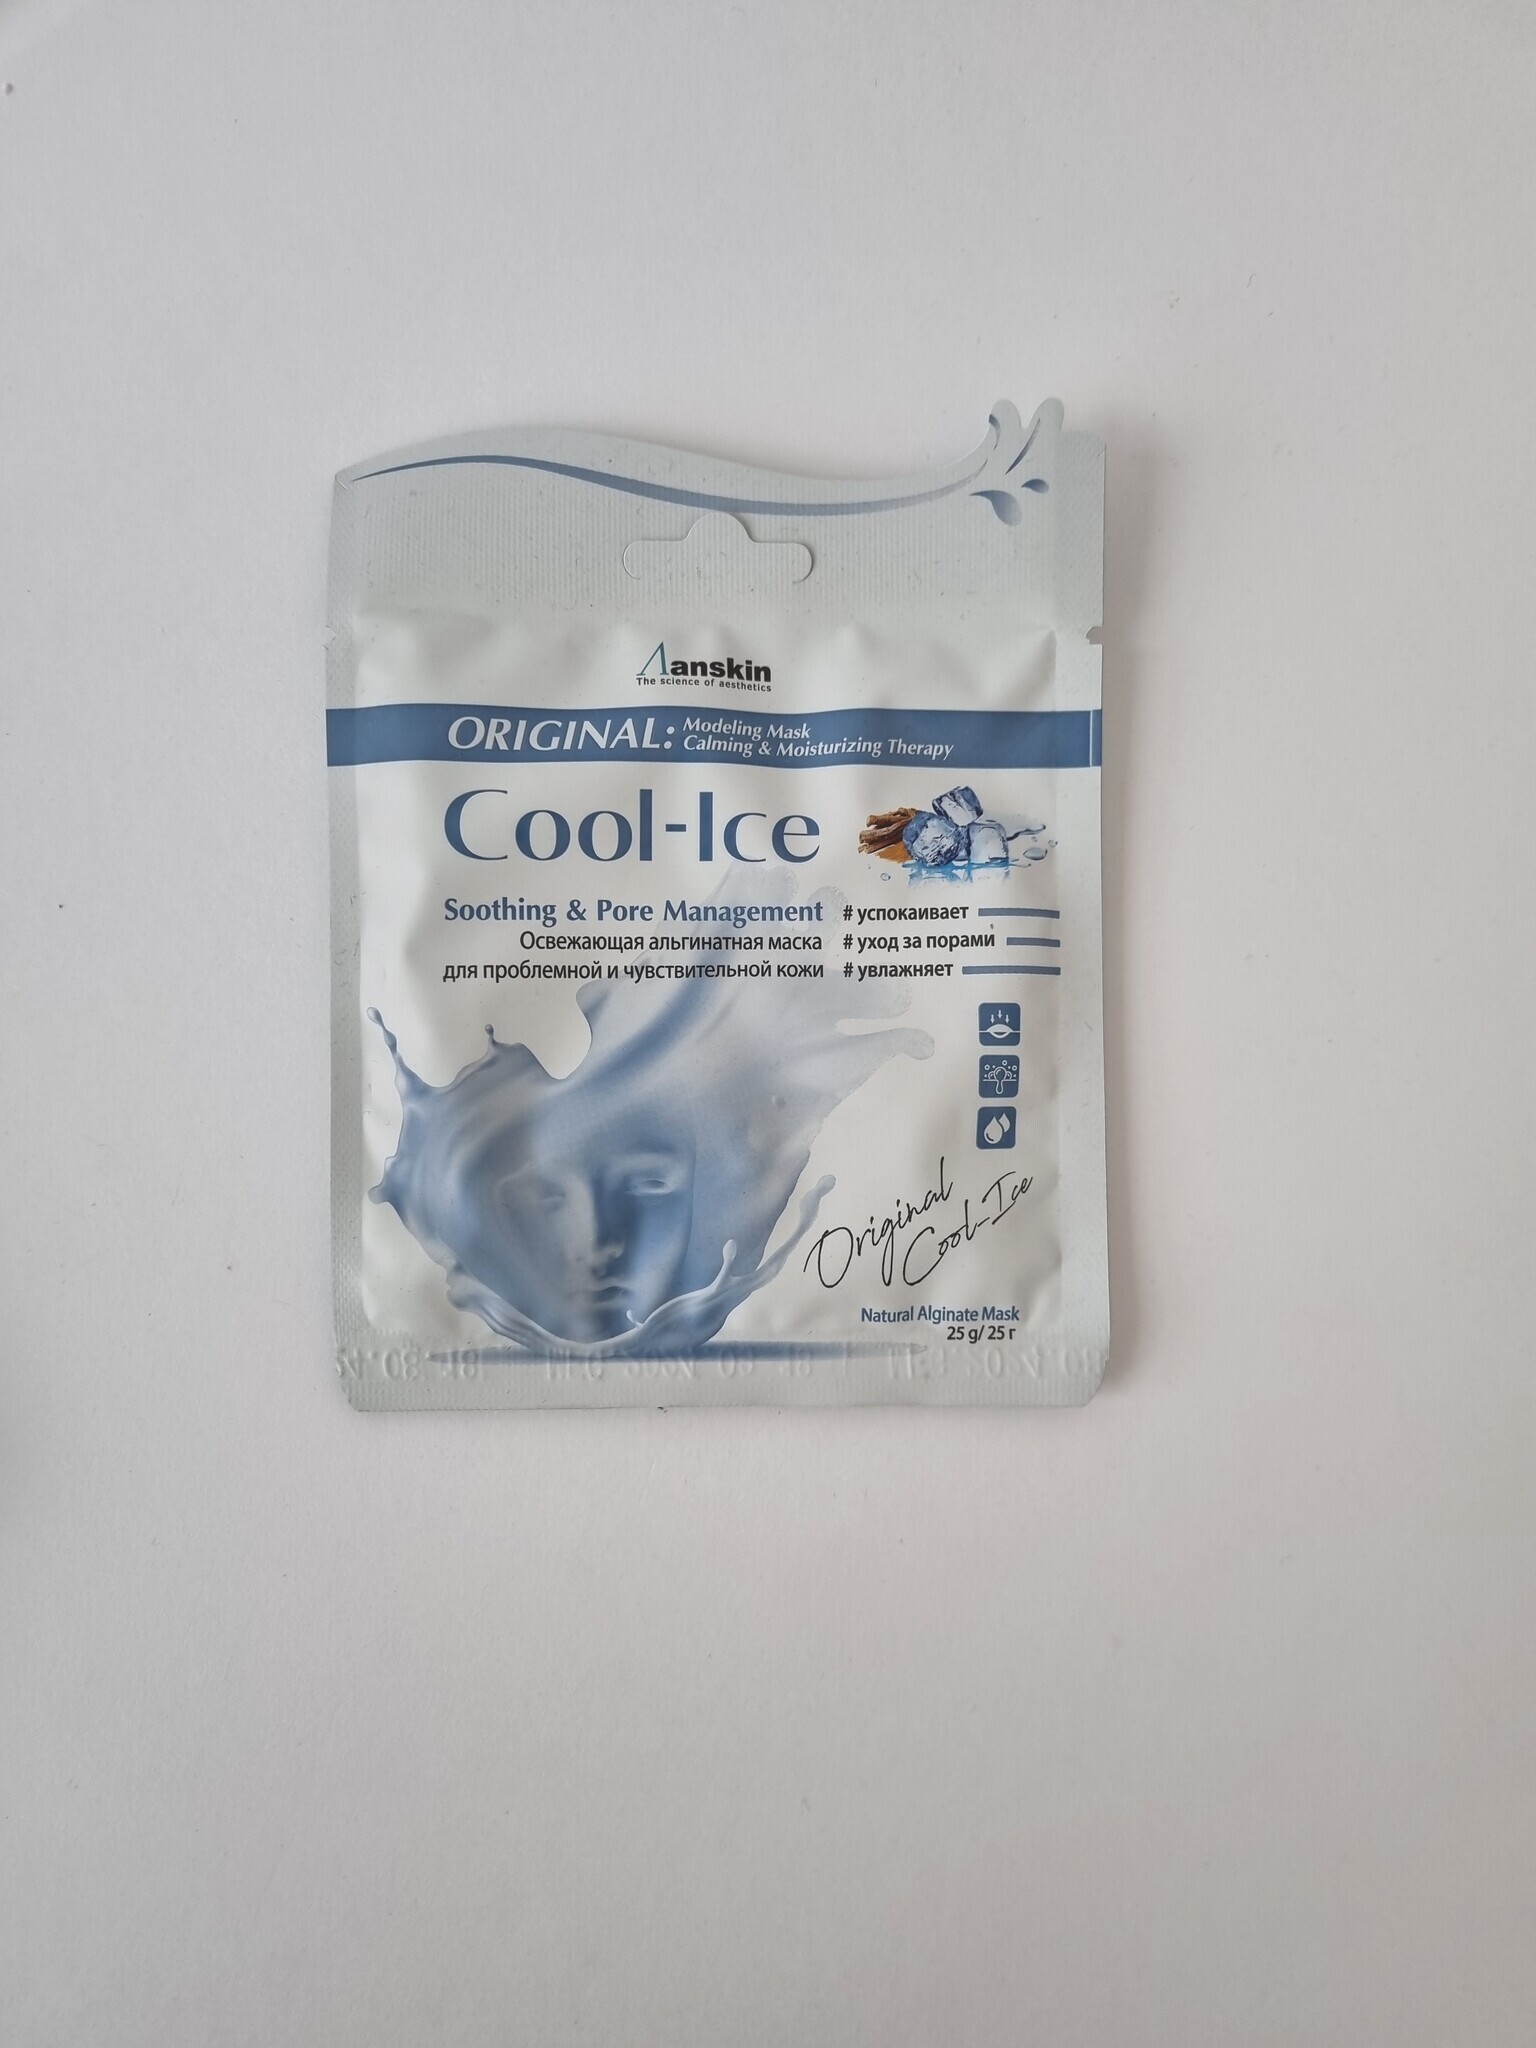 Aanskin
The science of aesthetics
ORIGINAL: Modeling Mask
Calming & Moisturizing Therapy
Cool-Ice
Soothing & Pore Management
Освежающая альгинатная маска
для проблемной и чувствительной кожи
# успокаивает
# уход за порами
# увлажняет
Original
Cool-Ice
Natural Alginate Mask
25 g/ 25 г